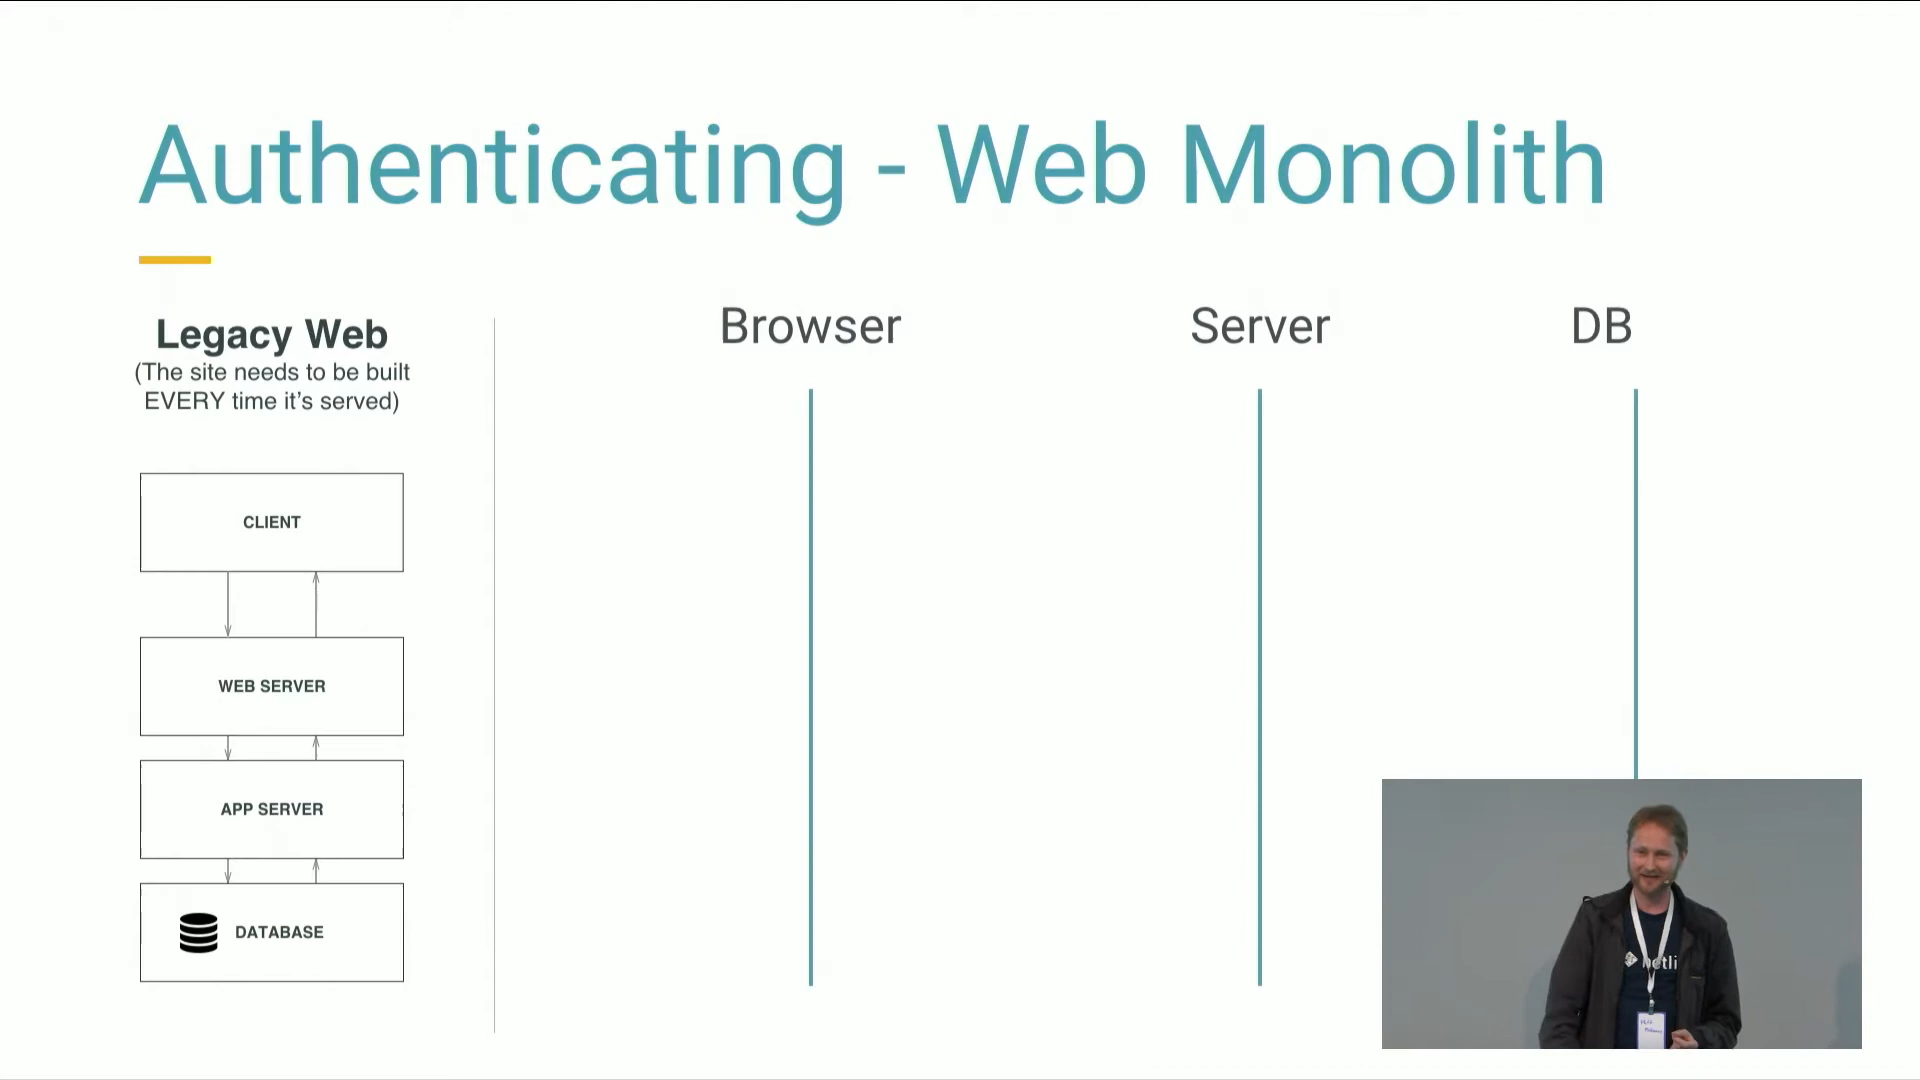 Authenticating - Web Monolith
Legacy Web
(The site needs to be built
EVERY time it’s served)
CLIENT
WEB SERVER
APP SERVER
DATABASE
Browser
Server
DB
netli